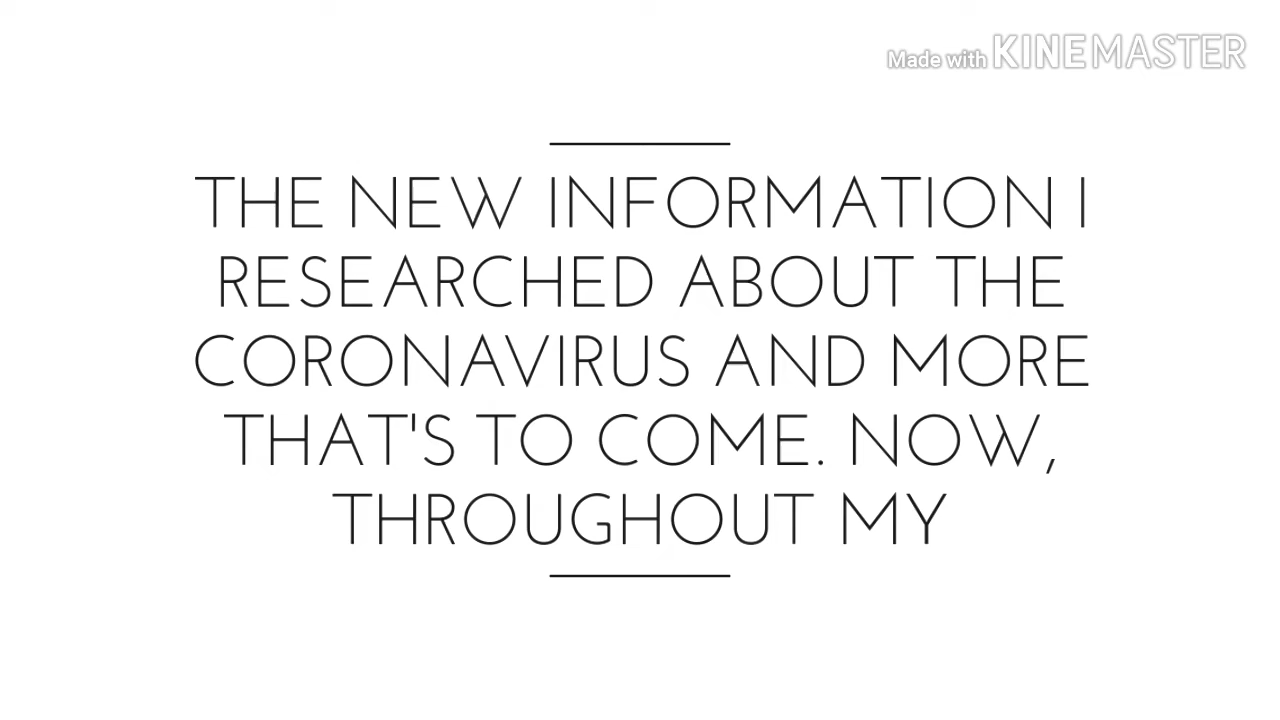 Made with KINEMASTER
THE NEW INFORMATION I
RESEARCHED ABOUT THE
CORONAVIRUS AND MORE
THAT'S TO COME. NOW,
THROUGHOUT MY